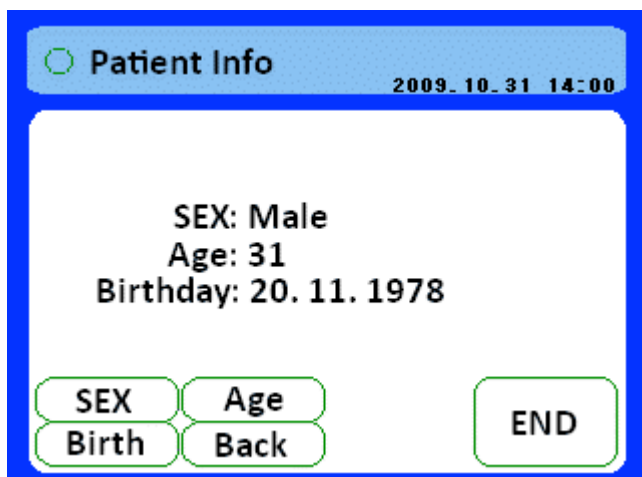 Patient Info
2009.10.31 14:00
SEX: Male
Age: 31
Birthday: 20. 11. 1978
SEX Age
Birth Back
END